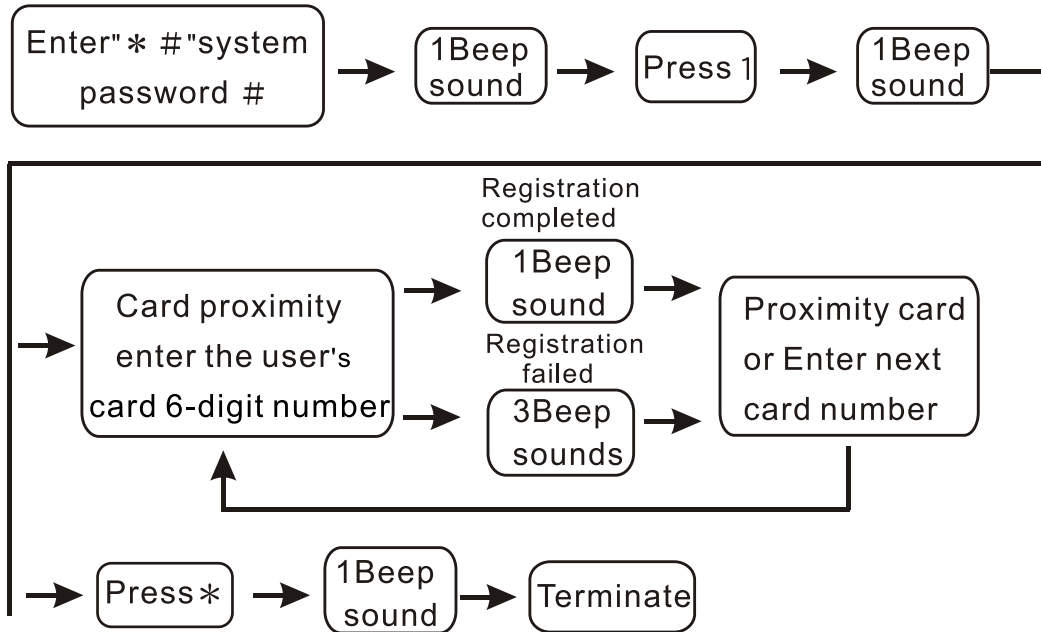 Enter"＊ #"system
password #
1Beep
sound
Press 1
1Beep
sound
Registration
completed
1Beep
sound
Card proximity
enter the user's
card 6-digit number
Registration
failed
3Beep
sounds
Proximity card
or Enter next
card number
Press＊
1Beep
sound
Terminate